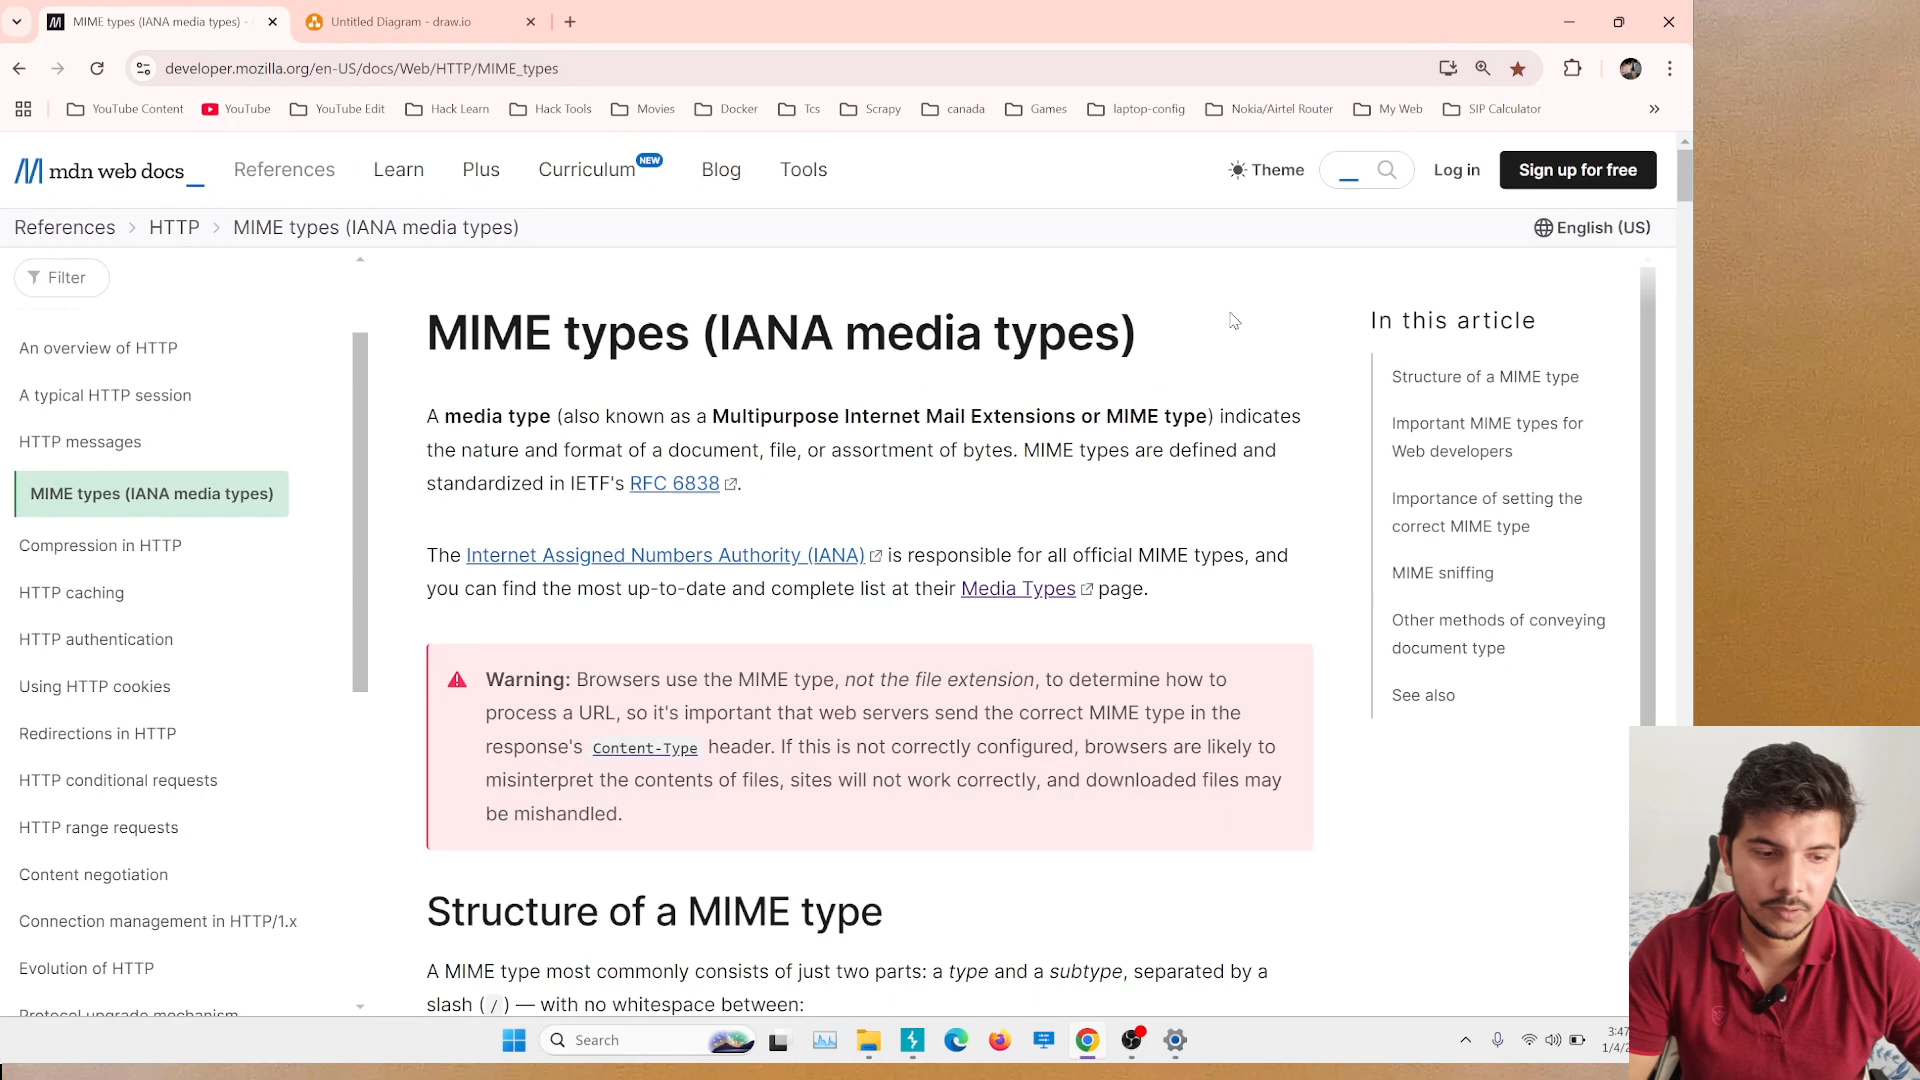 MIME types (IANA media types) -
Untitled Diagram - draw.io
developer.mozilla.org/en-US/docs/Web/HTTP/MIME_types
YouTube Content
YouTube
YouTube Edit
Hack Learn
Hack Tools
Movies
Docker
Tcs
Scrapy
canada
Games
laptop-config
Nokia/Airtel Router
My Web
SIP Calculator
mdn web docs_
References
Learn
Plus
Curriculum NEW
Blog
Tools
Theme
Log in
Sign up for free
References > HTTP > MIME types (IANA media types)
English (US)
Filter
An overview of HTTP
A typical HTTP session
HTTP messages
MIME types (IANA media types)
Compression in HTTP
HTTP caching
HTTP authentication
Using HTTP cookies
Redirections in HTTP
HTTP conditional requests
HTTP range requests
Content negotiation
Connection management in HTTP/1.x
Evolution of HTTP
Protocol upgrade mechanism
MIME types (IANA media types)
A media type (also known as a Multipurpose Internet Mail Extensions or MIME type) indicates
the nature and format of a document, file, or assortment of bytes. MIME types are defined and
standardized in IETF's RFC 6838.
The Internet Assigned Numbers Authority (IANA) is responsible for all official MIME types, and
you can find the most up-to-date and complete list at their Media Types page.
Warning: Browsers use the MIME type, not the file extension, to determine how to
process a URL, so it's important that web servers send the correct MIME type in the
response's Content-Type header. If this is not correctly configured, browsers are likely to
misinterpret the contents of files, sites will not work correctly, and downloaded files may
be mishandled.
Structure of a MIME type
A MIME type most commonly consists of just two parts: a type and a subtype, separated by a
slash (/) — with no whitespace between:
In this article
Structure of a MIME type
Important MIME types for
Web developers
Importance of setting the
correct MIME type
MIME sniffing
Other methods of conveying
document type
See also
Search
3:47
1/4/2